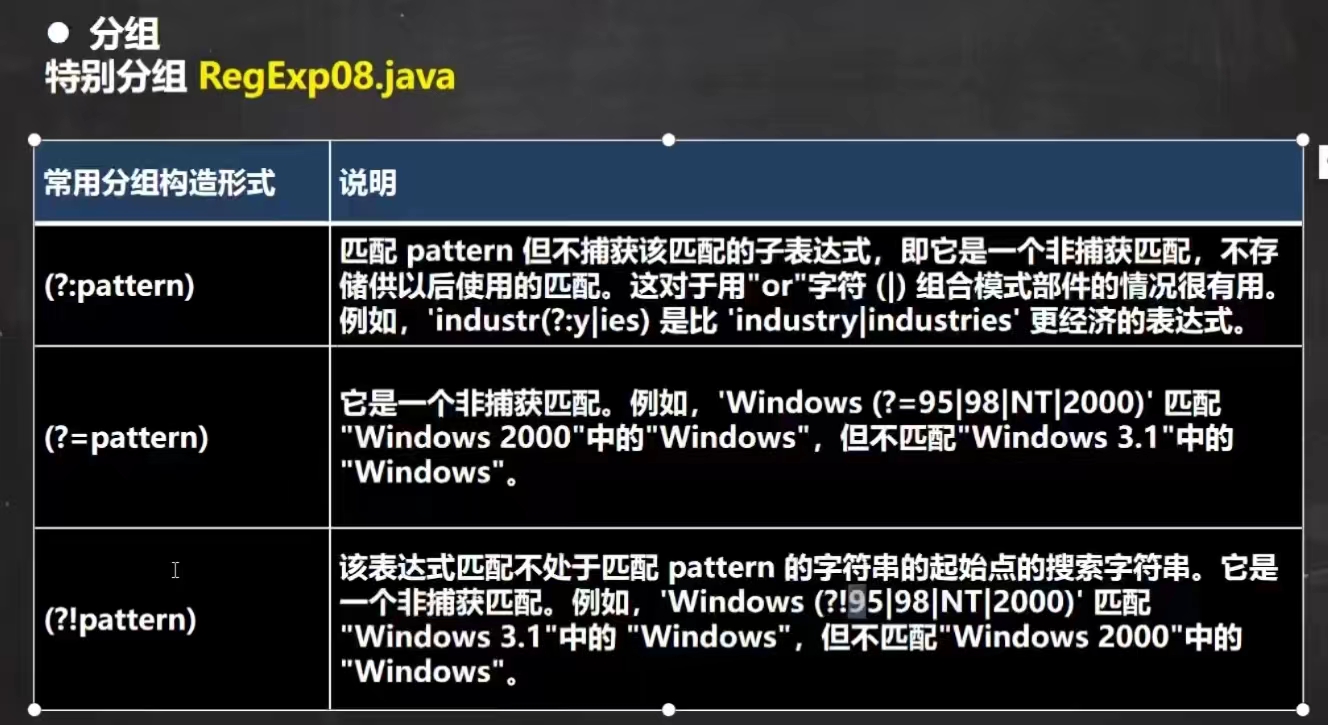 ● 分组
特别分组 RegExp08.java
常用分组构造形式
说明
(?:pattern)
匹配 pattern 但不捕获该匹配的子表达式，即它是一个非捕获匹配，不存
储供以后使用的匹配。这对于用"or"字符 (|) 组合模式部件的情况很有用。
例如，'industr(?:y|ies) 是比 'industry|industries' 更经济的表达式。
(?=pattern)
它是一个非捕获匹配。例如，'Windows (?=95|98|NT|2000)' 匹配
"Windows 2000"中的"Windows"，但不匹配"Windows 3.1"中的
"Windows"。
(?!pattern)
该表达式匹配不处于匹配 pattern 的字符串的起始点的搜索字符串。它是
一个非捕获匹配。例如，'Windows (?!95|98|NT|2000)' 匹配
"Windows 3.1"中的 "Windows"，但不匹配"Windows 2000"中的
"Windows"。